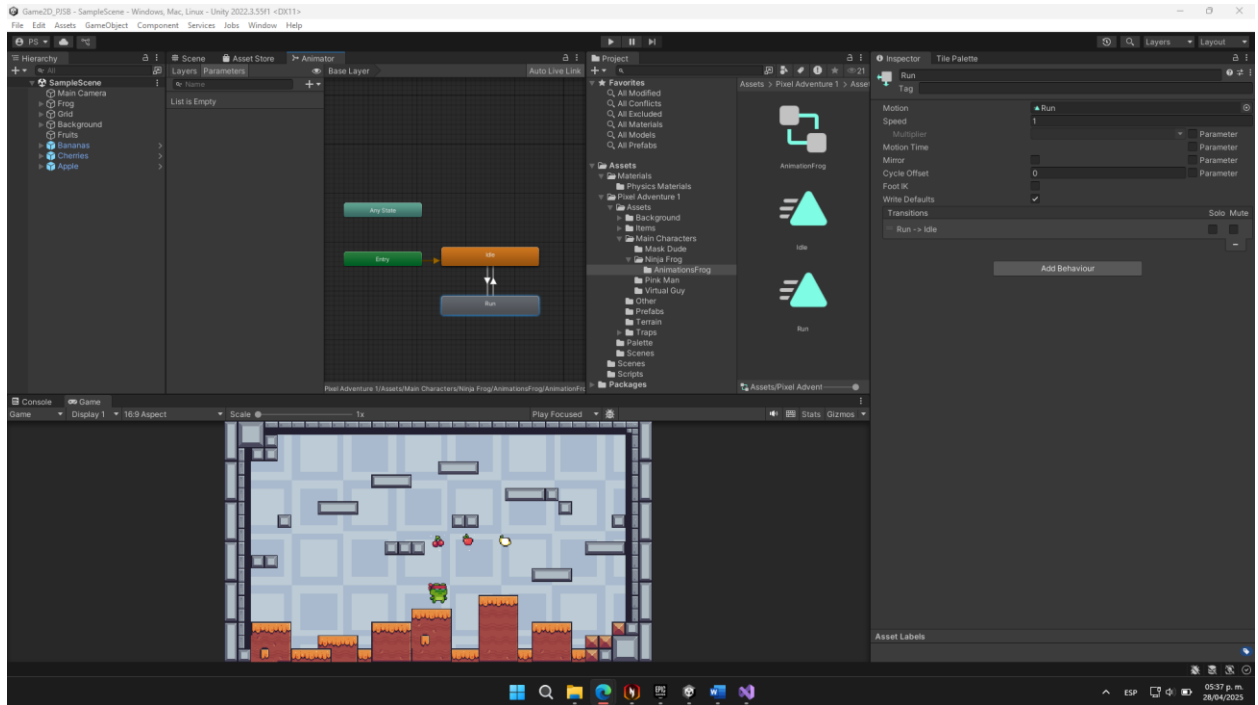 Game2D_PJSB - SampleScene - Windows, Mac, Linux - Unity 2022.3.55f1 <DX11>
File Edit Assets GameObject Component Services Jobs Window Help
PS
Layers Layout
Hierarchy
All
SampleScene
Main Camera
Frog
Grid
Background
Fruits
Bananas
Cherries
Apple
Scene Asset Store Animator
Layers Parameters Base Layer Auto Live Link
Name
List is Empty
Any State
Entry
Idle
Run
Pixel Adventure 1/Assets/Main Characters/Ninja Frog/AnimationsFrog/AnimationFro
Project
21
Favorites
All Modified
All Conflicts
All Excluded
All Materials
All Models
All Prefabs
Assets
Materials
Physics Materials
Pixel Adventure 1
Assets
Background
Items
Main Characters
Mask Dude
Ninja Frog
AnimationsFrog
Pink Man
Virtual Guy
Other
Prefabs
Terrain
Traps
Palette
Scenes
Scenes
Scripts
Packages
Assets > Pixel Adventure 1 > Asse
AnimationFrog
Idle
Run
Assets/Pixel Advent
Inspector Tile Palette
Run
Tag
Motion Run
Speed 1
Multiplier Parameter
Motion Time Parameter
Mirror Parameter
Cycle Offset 0 Parameter
Foot IK
Write Defaults
Transitions Solo Mute
Run -> Idle
Add Behaviour
Asset Labels
Console Game
Game Display 1 16:9 Aspect Scale 1x Play Focused Stats Gizmos
ESP
05:37 p. m.
28/04/2025